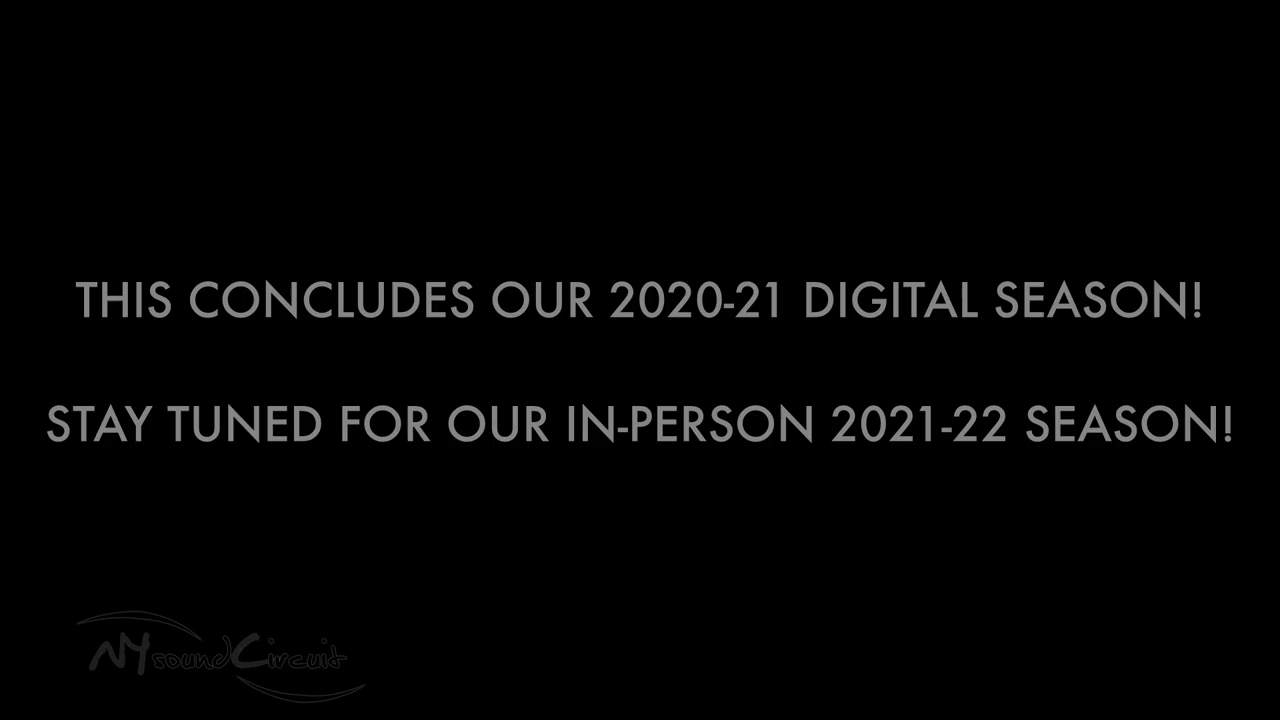 THIS CONCLUDES OUR 2020-21 DIGITAL SEASON!
STAY TUNED FOR OUR IN-PERSON 2021-22 SEASON!
NYsoundCircuit